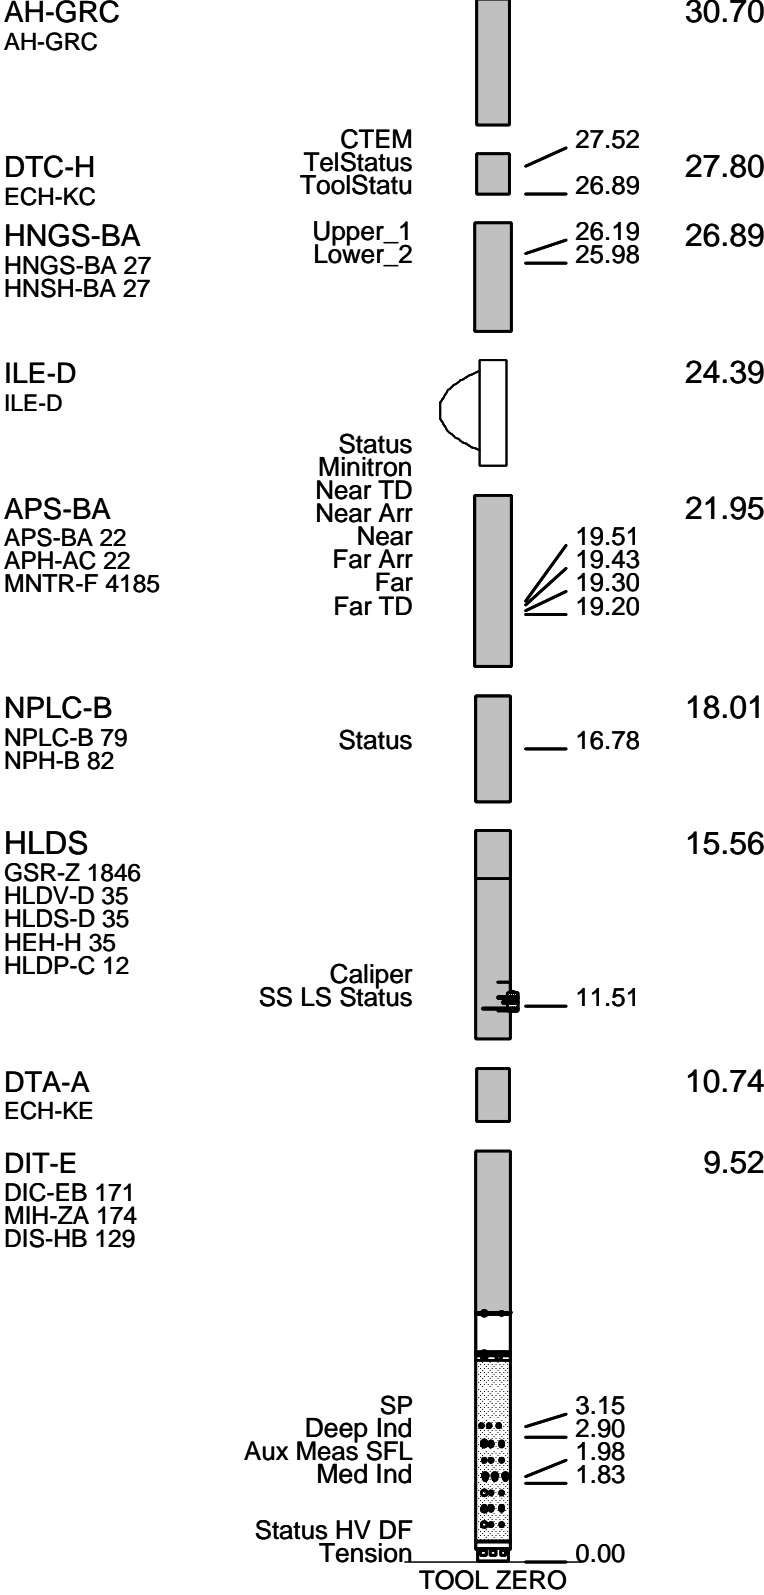 AH-GRC 30.70
AH-GRC
CTEM 27.52
DTC-H TelStatus 27.80
ECH-KC ToolStatu 26.89
HNGS-BA Upper_1 26.19 26.89
HNGS-BA 27 Lower_2 25.98
HNSH-BA 27
ILE-D 24.39
ILE-D
Status
Minitron
Near TD
APS-BA Near Arr 21.95
APS-BA 22 Near 19.51
APH-AC 22 Far Arr 19.43
MNTR-F 4185 Far 19.30
Far TD 19.20
NPLC-B 18.01
NPLC-B 79 Status 16.78
NPH-B 82
HLDS 15.56
GSR-Z 1846
HLDV-D 35
HLDS-D 35
HEH-H 35
HLDP-C 12 Caliper
SS LS Status 11.51
DTA-A 10.74
ECH-KE
DIT-E 9.52
DIC-EB 171
MIH-ZA 174
DIS-HB 129
SP 3.15
Deep Ind 2.90
Aux Meas SFL 1.98
Med Ind 1.83
Status HV DF
Tension 0.00
TOOL ZERO